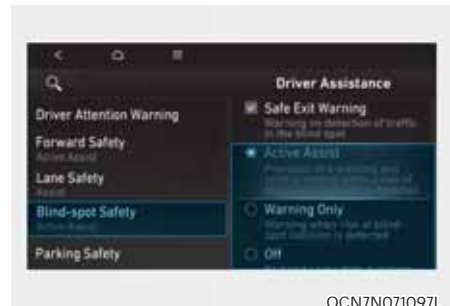 Driver Assistance
Driver Attention Warning
Forward Safety
Active Assist
Lane Safety
Assist
Blind-spot Safety
Active Assist
Parking Safety
Safe Exit Warning
Warning on detection of traffic
in the blind spot
Active Assist
Warning Only
Warning when risk of blind-
spot collision is detected
Off
OCN7N071097L